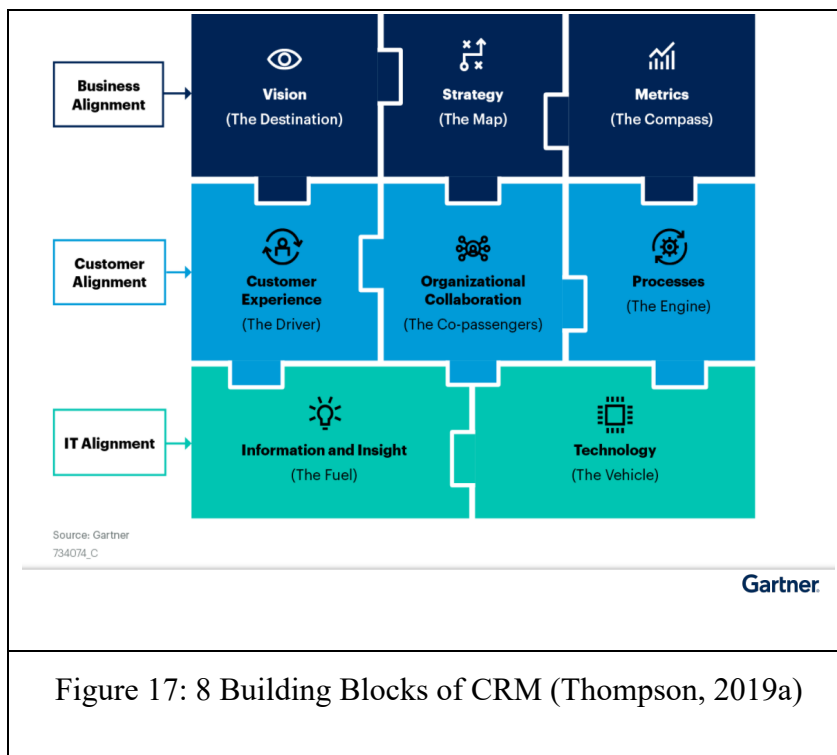 Business
Alignment
Vision
(The Destination)
Strategy
(The Map)
Metrics
(The Compass)
Customer
Alignment
Customer
Experience
(The Driver)
Organizational
Collaboration
(The Co-passengers)
Processes
(The Engine)
IT Alignment
Information and Insight
(The Fuel)
Technology
(The Vehicle)
Source: Gartner
734074_C
Gartner
Figure 17: 8 Building Blocks of CRM (Thompson, 2019a)